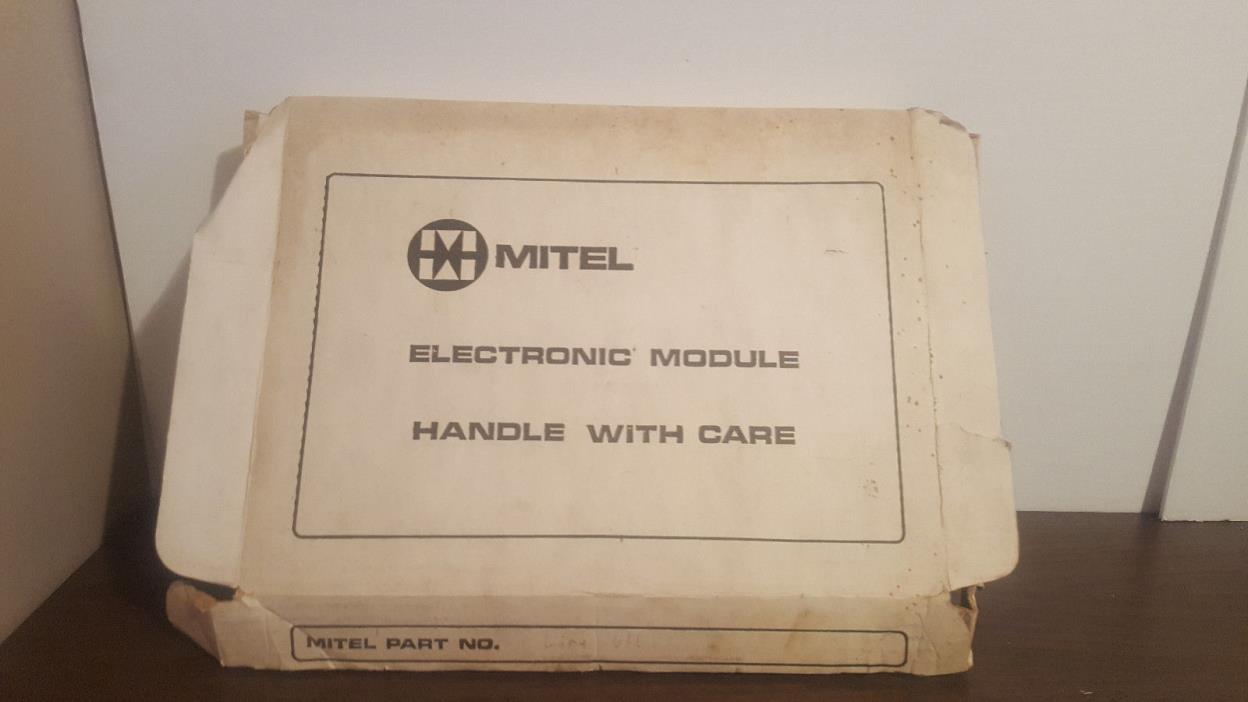 MITEL
ELECTRONIC MODULE
HANDLE WiTH CARE
MITEL PART NO.